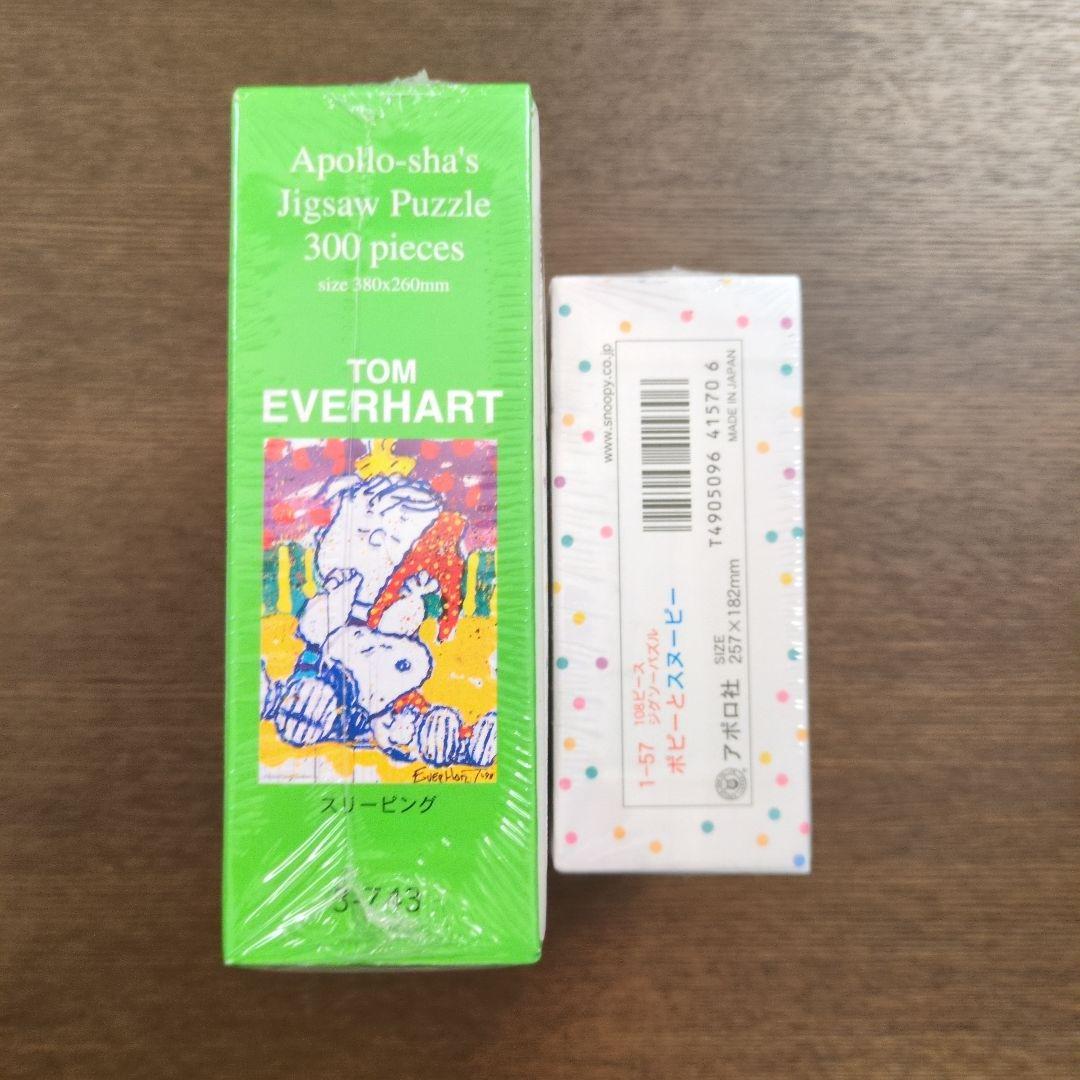 Apollo-sha's
Jigsaw Puzzle
300 pieces
size 380x260mm
TOM
EVERHART
EverHart
スリーピング
3-743
www.snoopy.co.jp
T4905096 41570 6
MADE IN JAPAN
1-57 108ピース
ジグソーパズル
ポピーとスヌーピー
アポロ社 SIZE
257×182mm